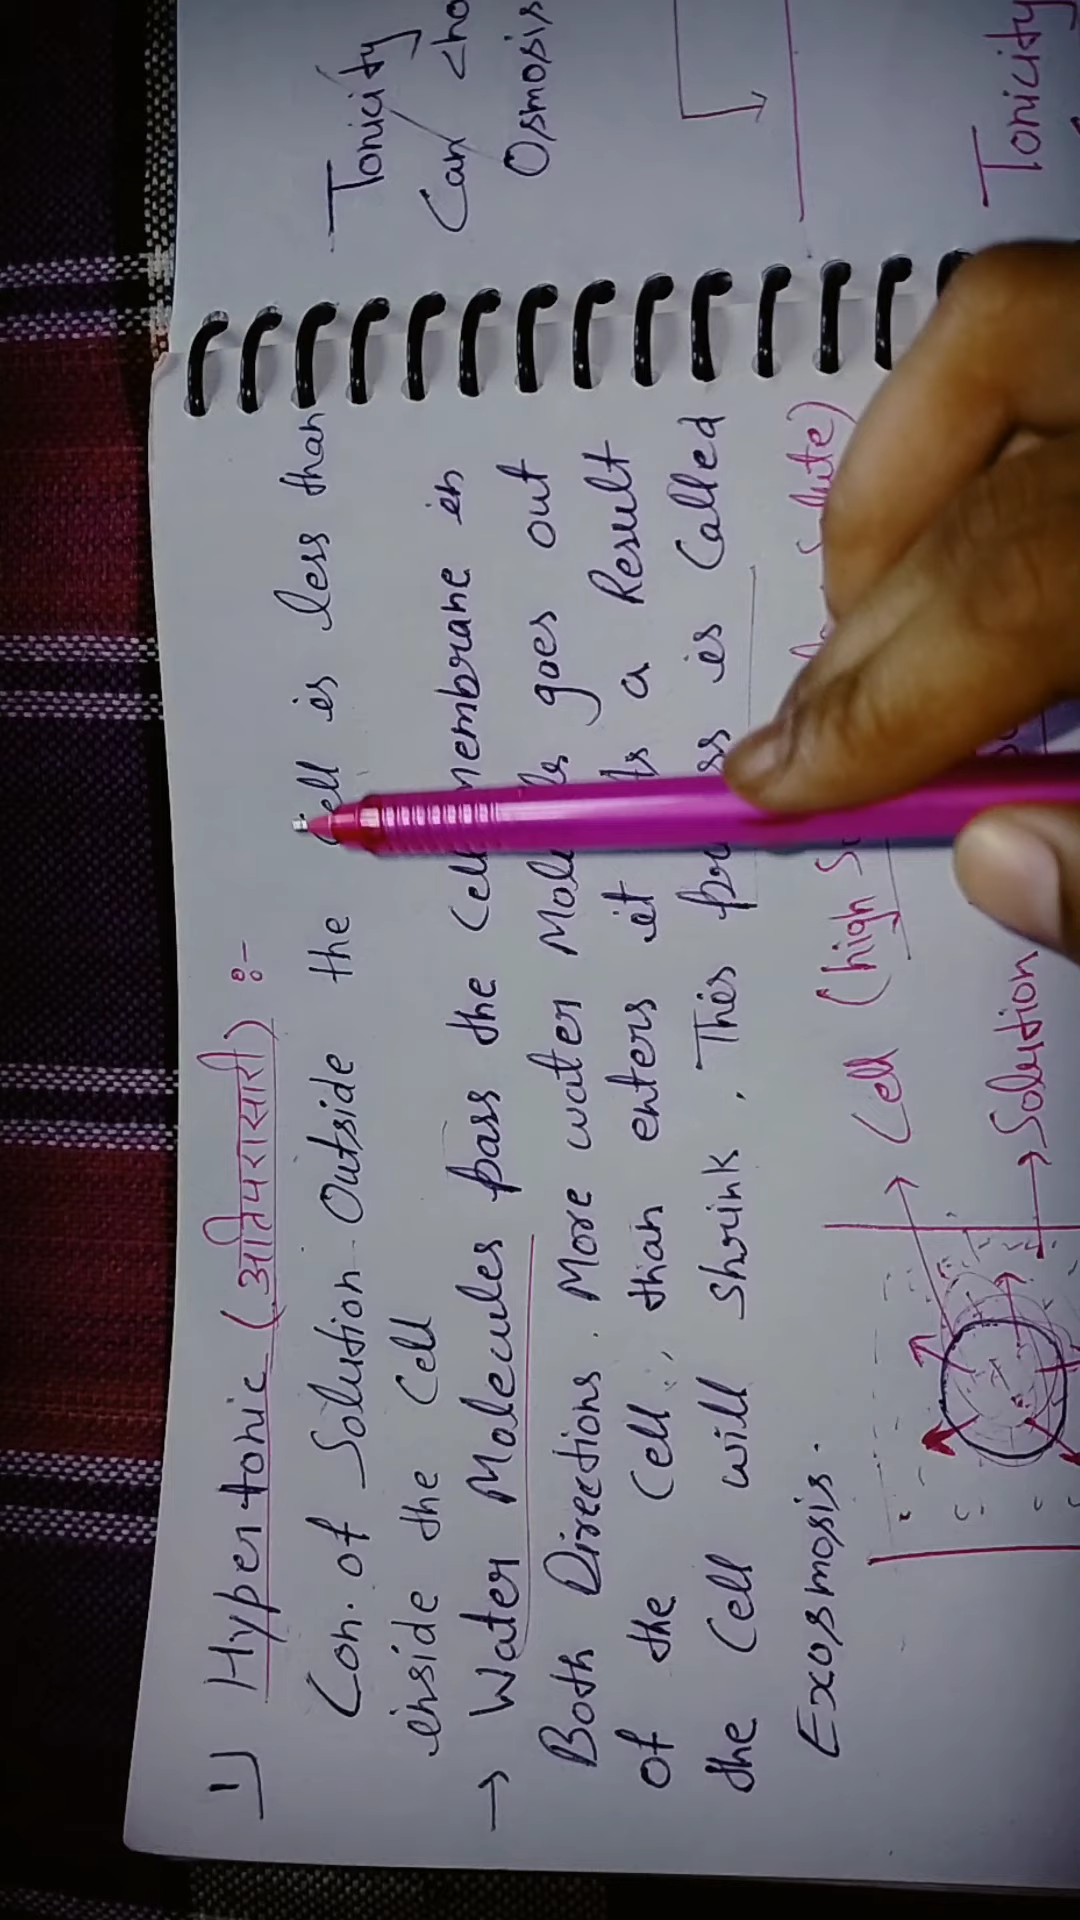 1) Hypertonic (अतिपरासारी) :-
Con. of Solution Outside the Cell is less than
inside the Cell
→ Water Molecules pass the Cell membrane in
Both Directions. More water goes out
of the Cell, than enters it a Result
the Cell will Shrink. This is Called
Exosmosis.
Cell (high
→ Solution
Tonicity
Can
Osmosis
Tonicity